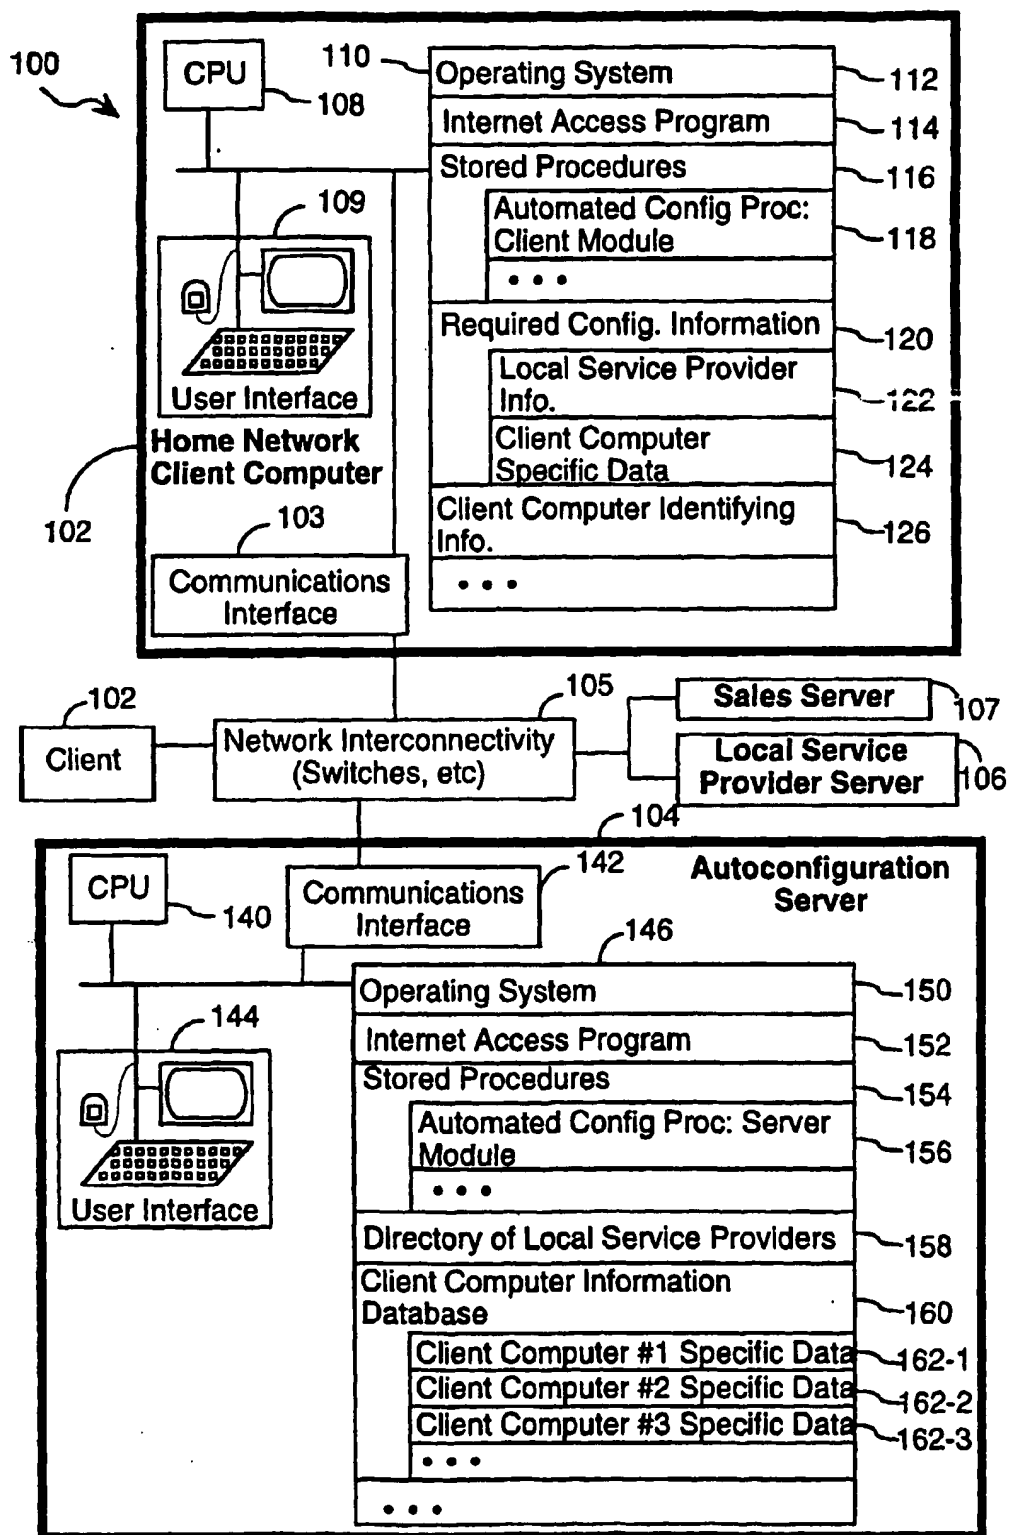 100
CPU
108
110
Operating System
112
Internet Access Program
114
Stored Procedures
116
Automated Config Proc:
Client Module
118
• • •
109
User Interface
Required Config. Information
120
Local Service Provider
Info.
122
Client Computer
Specific Data
124
Home Network
Client Computer
102
Client Computer Identifying
Info.
126
• • •
103
Communications
Interface
102
Client
105
Network Interconnectivity
(Switches, etc)
Sales Server
107
Local Service
Provider Server
106
104
CPU
140
142
Communications
Interface
Autoconfiguration
Server
146
Operating System
150
144
Internet Access Program
152
Stored Procedures
154
Automated Config Proc: Server
Module
156
• • •
User Interface
Directory of Local Service Providers
158
Client Computer Information
Database
160
Client Computer #1 Specific Data
162-1
Client Computer #2 Specific Data
162-2
Client Computer #3 Specific Data
162-3
• • •
• • •